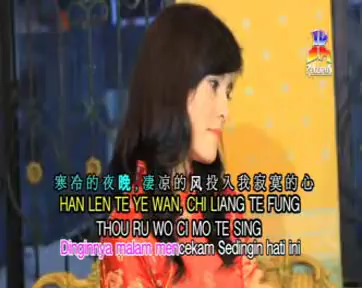 寒冷的夜晚,凄凉的风投入我寂寞的心
HAN LEN TE YE WAN, CHI LIANG TE FUNG
THOU RU WO CI MO TE SING
Dinginnya malam mencekam Sedingin hati ini